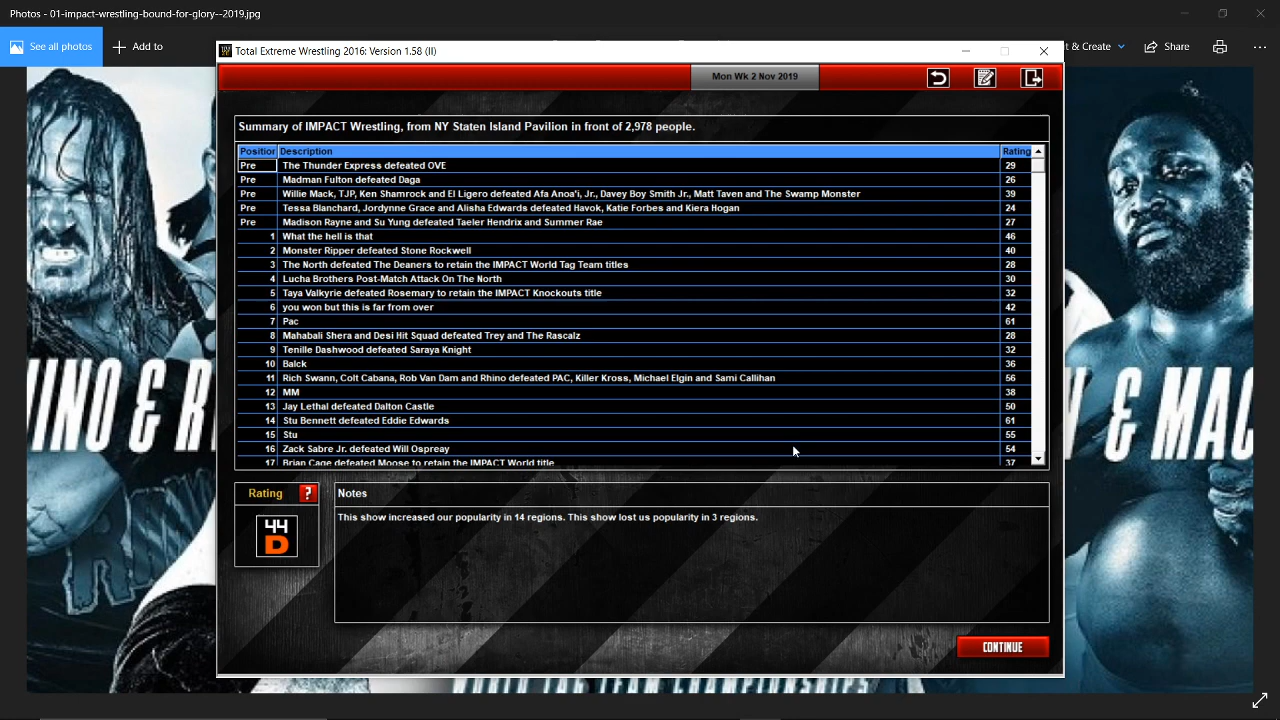 Photos - 01-impact-wrestling-bound-for-glory--2019.jpg
See all photos
Add to
t & Create
Share
Total Extreme Wrestling 2016: Version 1.58 (II)
Mon Wk 2 Nov 2019
Summary of IMPACT Wrestling, from NY Staten Island Pavilion in front of 2,978 people.
Position Description Rating
Pre The Thunder Express defeated OVE 29
Pre Madman Fulton defeated Daga 26
Pre Willie Mack, TJP, Ken Shamrock and El Ligero defeated Afa Anoa'i, Jr., Davey Boy Smith Jr., Matt Taven and The Swamp Monster 39
Pre Tessa Blanchard, Jordynne Grace and Alisha Edwards defeated Havok, Katie Forbes and Kiera Hogan 24
Pre Madison Rayne and Su Yung defeated Taeler Hendrix and Summer Rae 27
1 What the hell is that 46
2 Monster Ripper defeated Stone Rockwell 40
3 The North defeated The Deaners to retain the IMPACT World Tag Team titles 28
4 Lucha Brothers Post-Match Attack On The North 30
5 Taya Valkyrie defeated Rosemary to retain the IMPACT Knockouts title 32
6 you won but this is far from over 42
7 Pac 61
8 Mahabali Shera and Desi Hit Squad defeated Trey and The Rascalz 28
9 Tenille Dashwood defeated Saraya Knight 32
10 Balck 36
11 Rich Swann, Colt Cabana, Rob Van Dam and Rhino defeated PAC, Killer Kross, Michael Elgin and Sami Callihan 56
12 MM 38
13 Jay Lethal defeated Dalton Castle 50
14 Stu Bennett defeated Eddie Edwards 61
15 Stu 55
16 Zack Sabre Jr. defeated Will Ospreay 54
17 Brian Cage defeated Moose to retain the IMPACT World title 37
Rating ?
44
D
Notes
This show increased our popularity in 14 regions. This show lost us popularity in 3 regions.
CONTINUE
INO & R
Y & MAC